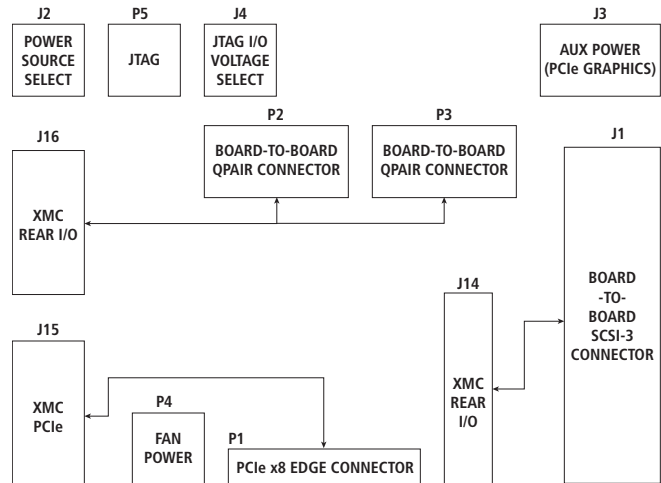 J2
POWER
SOURCE
SELECT
P5
JTAG
J4
JTAG I/O
VOLTAGE
SELECT
J3
AUX POWER
(PCIe GRAPHICS)
P2
BOARD-TO-BOARD
QPAIR CONNECTOR
P3
BOARD-TO-BOARD
QPAIR CONNECTOR
J1
BOARD
-TO-
BOARD
SCSI-3
CONNECTOR
J16
XMC
REAR I/O
J14
XMC
REAR
I/O
J15
XMC
PCIe
P4
FAN
POWER
P1
PCIe x8 EDGE CONNECTOR